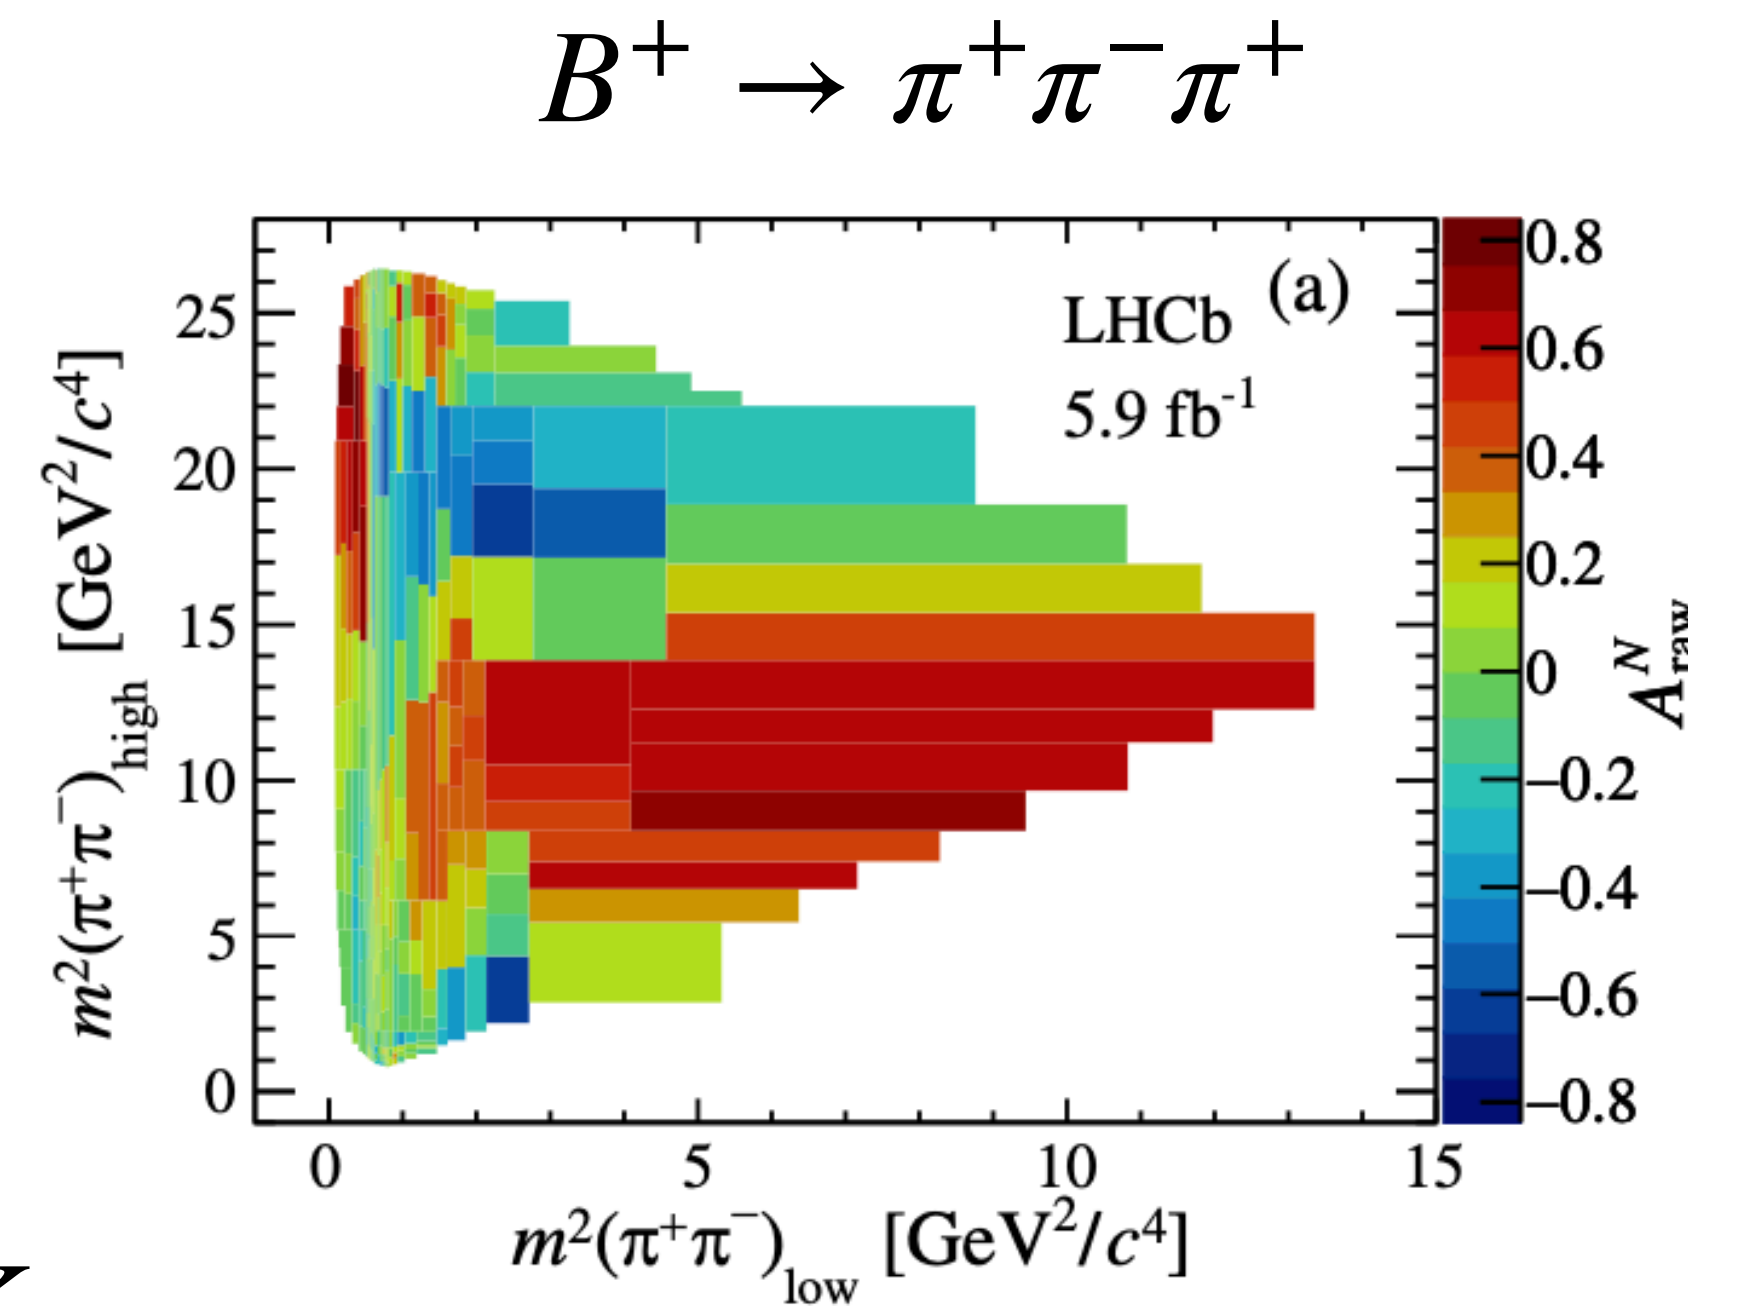 B⁺ → π⁺π⁻π⁺
(a)
LHCb
5.9 fb⁻¹
m²(π⁺π⁻)high [GeV²/c⁴]
25
20
15
10
5
0
0 5 10 15
m²(π⁺π⁻)low [GeV²/c⁴]
0.8
0.6
0.4
0.2
0
−0.2
−0.4
−0.6
−0.8
Aᴺraw